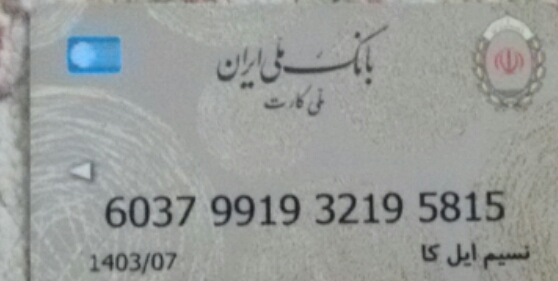 بانک ملی ایران
ملی کارت
6037 9919 3219 5815
1403/07
نسیم ایل کا